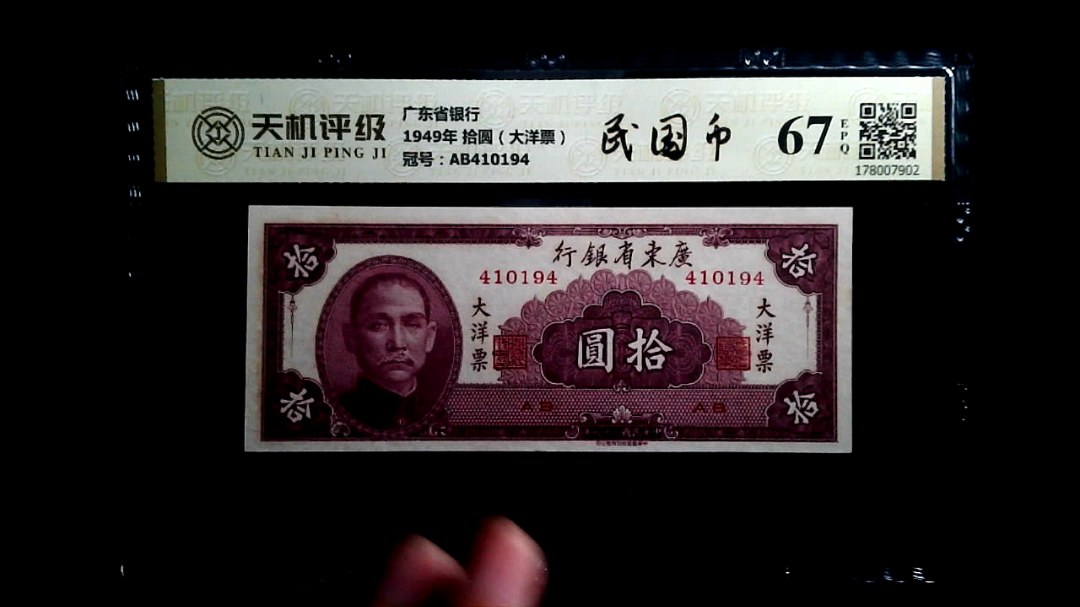 天机评级
TIAN JI PING JI
广东省银行
1949年 拾圆（大洋票）
冠号：AB410194
民国币
67
EPQ
178007902
行銀省東廣
410194
410194
拾
拾
大洋票
大洋票
圓拾
AB
AB
拾
拾